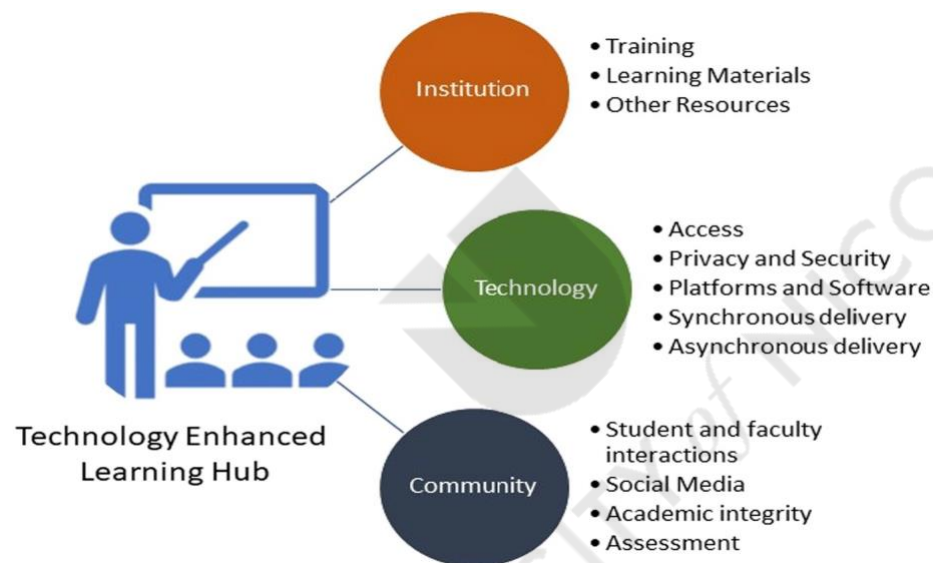 Institution
• Training
• Learning Materials
• Other Resources
Technology
• Access
• Privacy and Security
• Platforms and Software
• Synchronous delivery
• Asynchronous delivery
Technology Enhanced
Learning Hub
Community
• Student and faculty
interactions
• Social Media
• Academic integrity
• Assessment
of